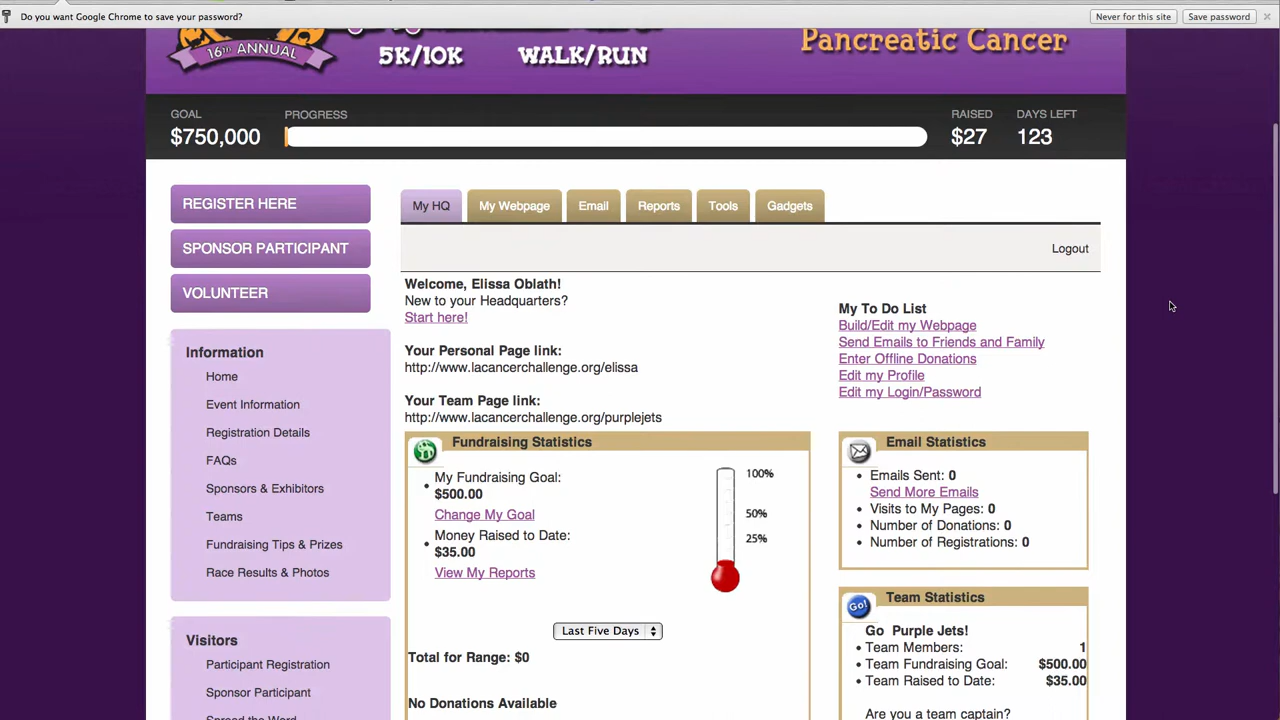 Do you want Google Chrome to save your password?
Never for this site
Save password
16th ANNUAL
5K/10K WALK/RUN
Pancreatic Cancer
GOAL
$750,000
PROGRESS
RAISED
$27
DAYS LEFT
123
REGISTER HERE
SPONSOR PARTICIPANT
VOLUNTEER
Information
Home
Event Information
Registration Details
FAQs
Sponsors & Exhibitors
Teams
Fundraising Tips & Prizes
Race Results & Photos
Visitors
Participant Registration
Sponsor Participant
Spread the Word
My HQ
My Webpage
Email
Reports
Tools
Gadgets
Logout
Welcome, Elissa Oblath!
New to your Headquarters?
Start here!
Your Personal Page link:
http://www.lacancerchallenge.org/elissa
Your Team Page link:
http://www.lacancerchallenge.org/purplejets
My To Do List
Build/Edit my Webpage
Send Emails to Friends and Family
Enter Offline Donations
Edit my Profile
Edit my Login/Password
Fundraising Statistics
My Fundraising Goal:
$500.00
Change My Goal
Money Raised to Date:
$35.00
View My Reports
100%
50%
25%
Last Five Days
Total for Range: $0
No Donations Available
Email Statistics
Emails Sent: 0
Send More Emails
Visits to My Pages: 0
Number of Donations: 0
Number of Registrations: 0
Go!
Team Statistics
Go Purple Jets!
Team Members: 1
Team Fundraising Goal: $500.00
Team Raised to Date: $35.00
Are you a team captain?